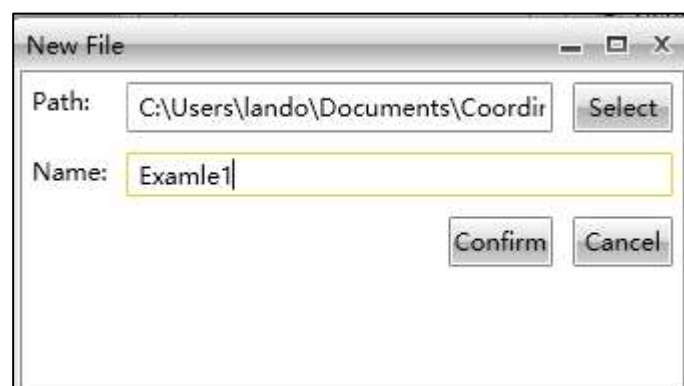 New File
Path: C:\Users\lando\Documents\Coordir Select
Name: Examle1
Confirm Cancel